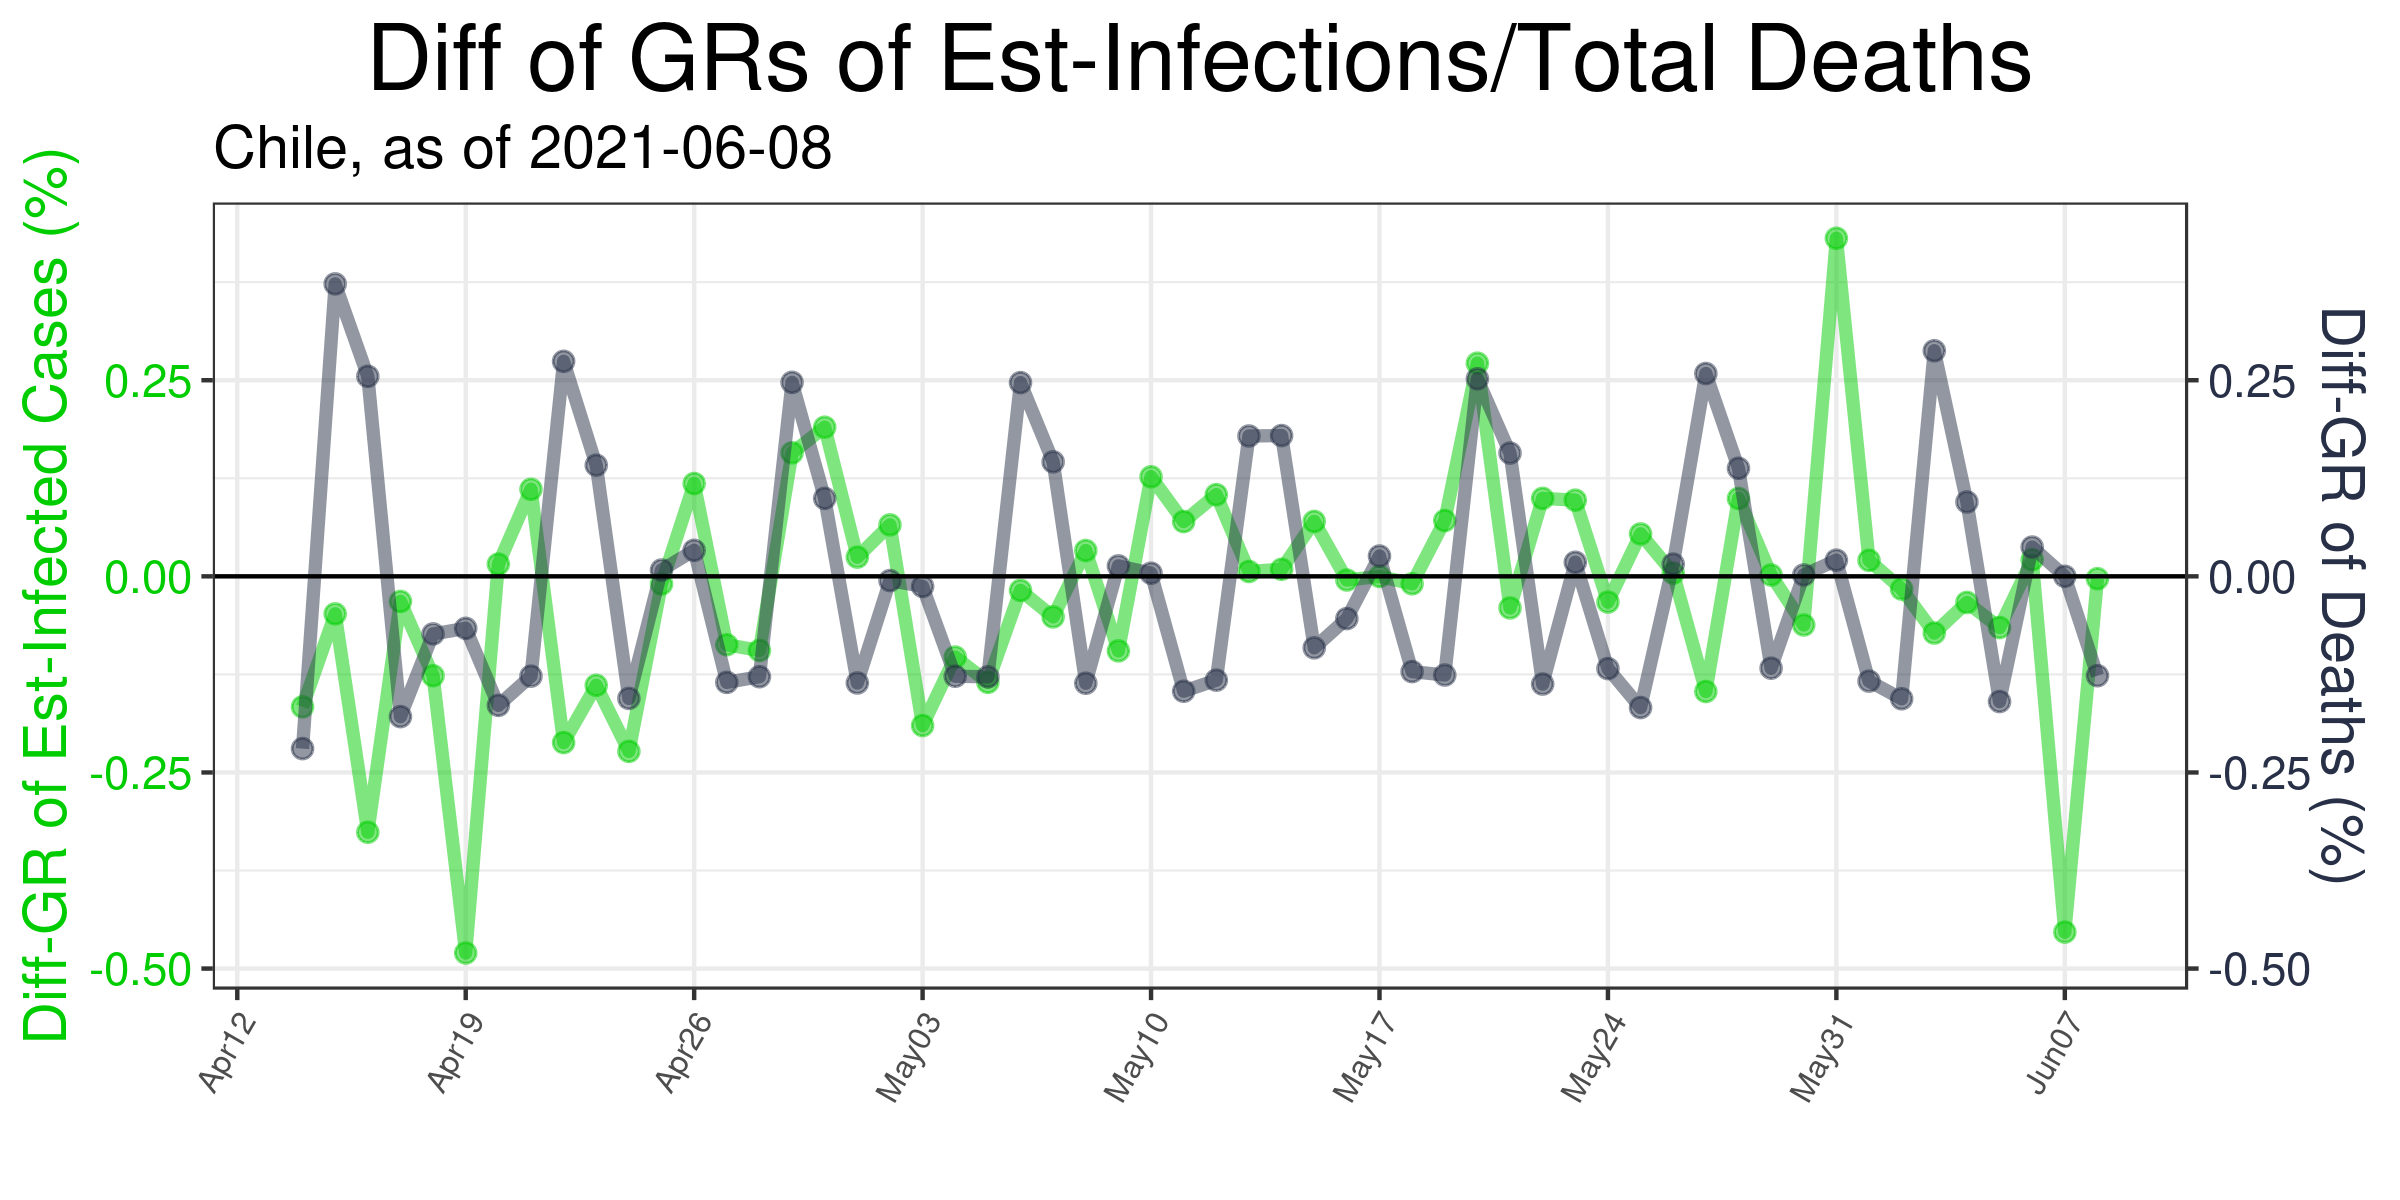 Diff of GRs of Est-Infections/Total Deaths
Chile, as of 2021-06-08
Diff-GR of Est-Infected Cases (%)
0.25
0.00
-0.25
-0.50
0.25
0.00
-0.25
-0.50
Diff-GR of Deaths (%)
Apr12
Apr19
Apr26
May03
May10
May17
May24
May31
Jun07